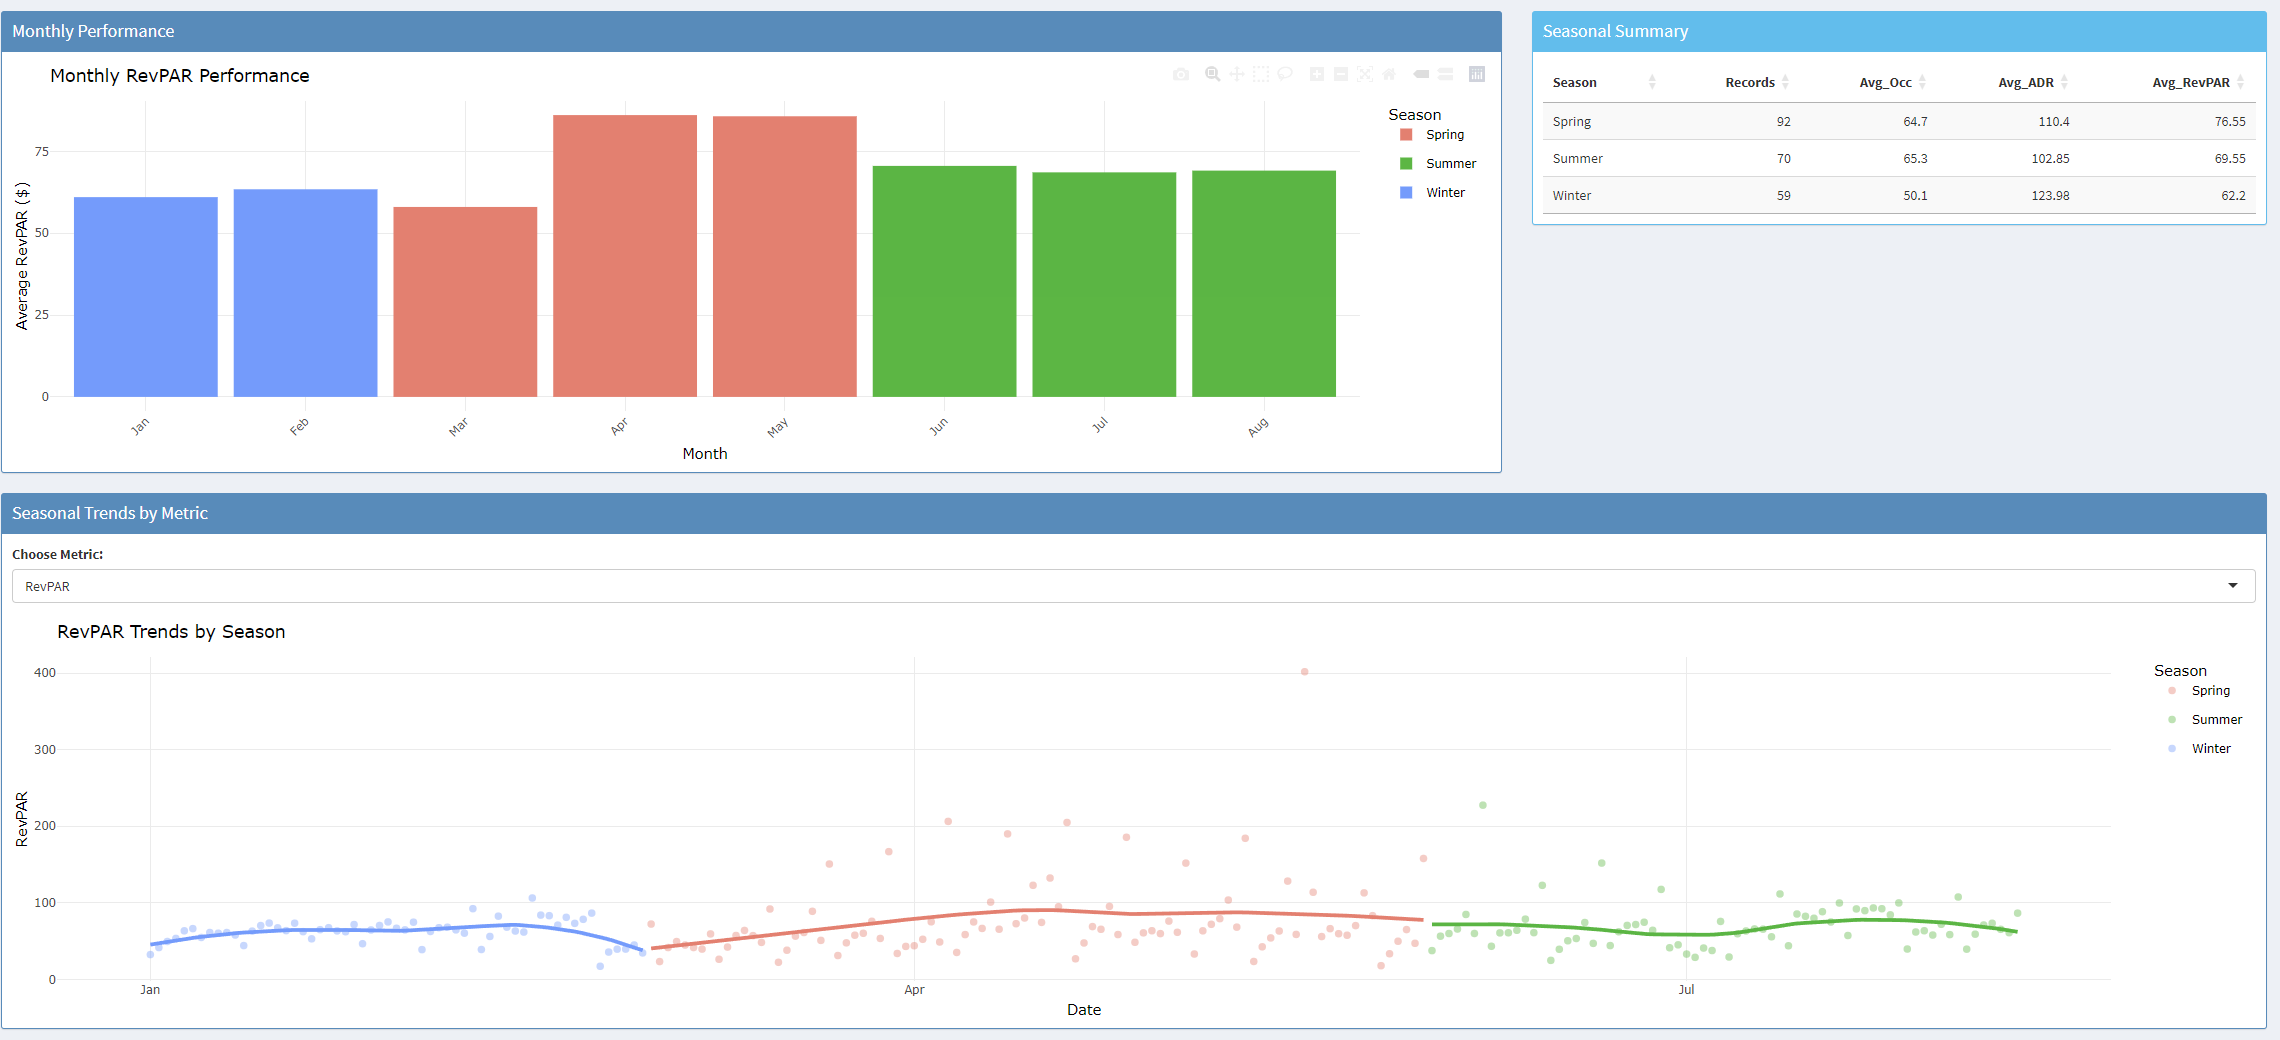 Monthly Performance
Monthly RevPAR Performance
Average RevPAR ($)
75
50
25
0
Jan
Feb
Mar
Apr
May
Jun
Jul
Aug
Month
Season
Spring
Summer
Winter
Seasonal Summary
Season Records Avg_Occ Avg_ADR Avg_RevPAR
Spring 92 64.7 110.4 76.55
Summer 70 65.3 102.85 69.55
Winter 59 50.1 123.98 62.2
Seasonal Trends by Metric
Choose Metric:
RevPAR
RevPAR Trends by Season
RevPAR
400
300
200
100
0
Jan
Apr
Jul
Date
Season
Spring
Summer
Winter